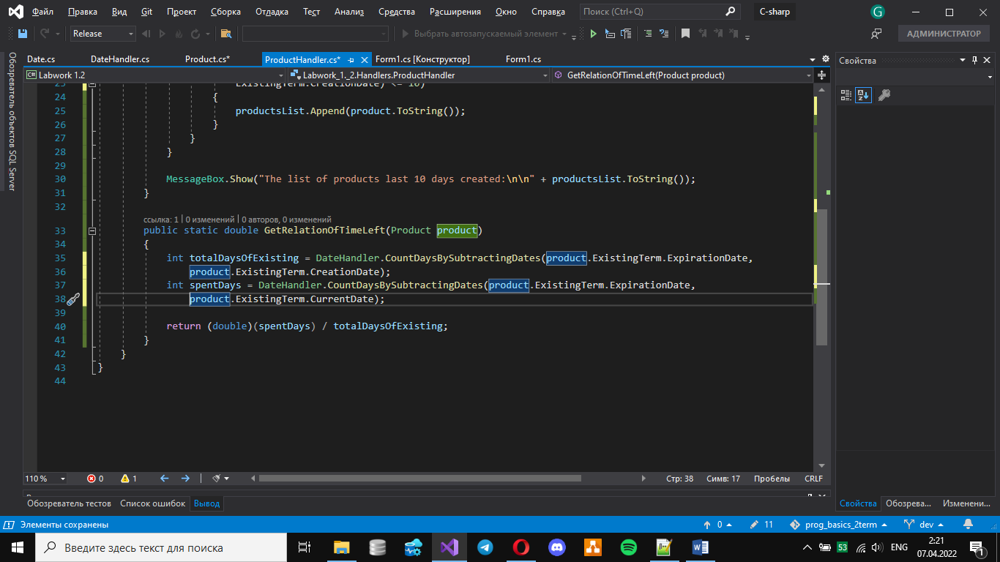 Файл Правка Вид Git Проект Сборка Отладка Тест Анализ Средства Расширения Окно Справка Поиск (Ctrl+Q) C-sharp G
Release Выбрать автозапускаемый элемент АДМИНИСТРАТОР
Обозреватель объектов SQL Server
Date.cs DateHandler.cs Product.cs* ProductHandler.cs* Form1.cs [Конструктор] Form1.cs Свойства
C# Labwork 1.2 Labwork_1._2.Handlers.ProductHandler GetRelationOfTimeLeft(Product product)
23 ExistingTerm.CreationDate) <= 10)
24 {
25 productsList.Append(product.ToString());
26 }
27 }
28 }
29
30 MessageBox.Show("The list of products last 10 days created:\n\n" + productsList.ToString());
31 }
32
ссылка: 1 | 0 изменений | 0 авторов, 0 изменений
33 public static double GetRelationOfTimeLeft(Product product)
34 {
35 int totalDaysOfExisting = DateHandler.CountDaysBySubtractingDates(product.ExistingTerm.ExpirationDate,
36 product.ExistingTerm.CreationDate);
37 int spentDays = DateHandler.CountDaysBySubtractingDates(product.ExistingTerm.ExpirationDate,
38 product.ExistingTerm.CurrentDate);
39
40 return (double)(spentDays) / totalDaysOfExisting;
41 }
42 }
43 }
44
110 % 0 1 Стр: 38 Симв: 17 Пробелы CRLF
Обозреватель тестов Список ошибок Вывод Свойства Обозрева... Изменени...
Элементы сохранены 0 11 prog_basics_2term dev
Введите здесь текст для поиска 53 ENG 2:21
07.04.2022 1